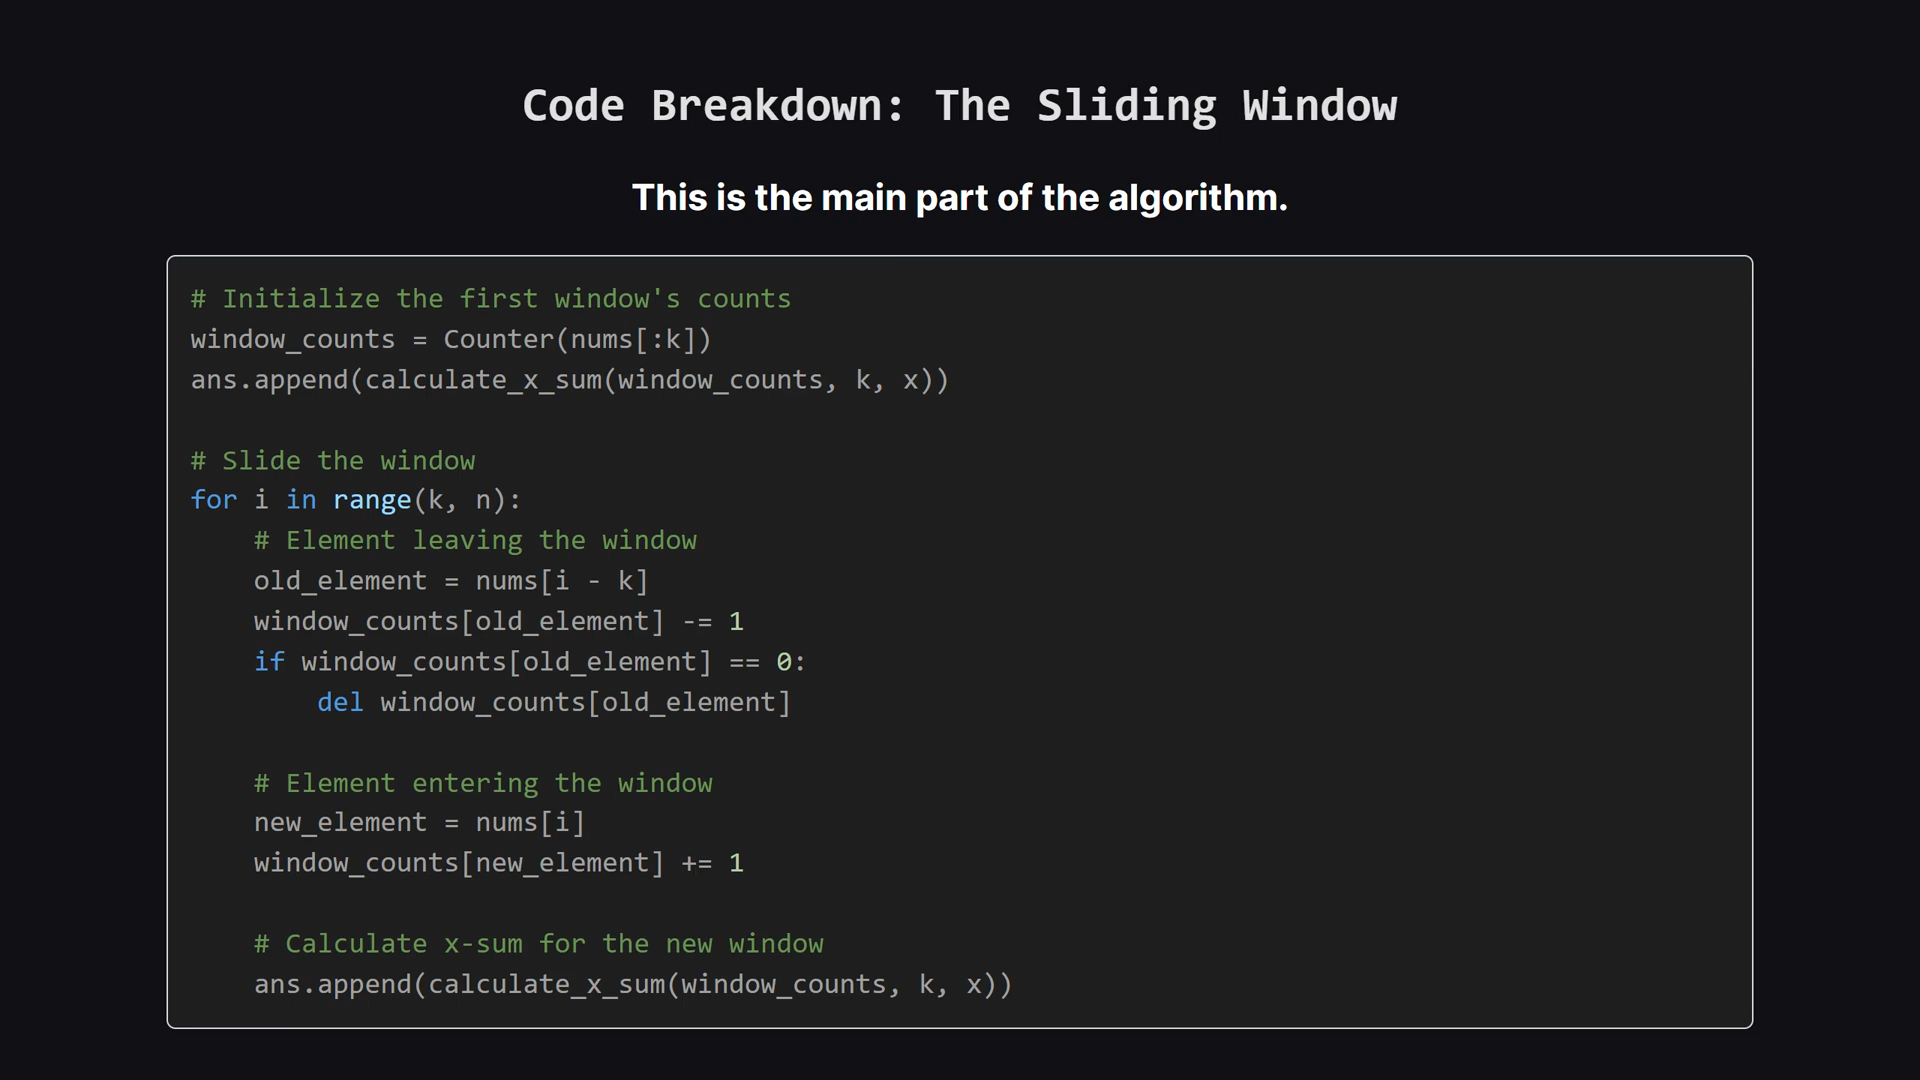 Code Breakdown: The Sliding Window
This is the main part of the algorithm.
# Initialize the first window's counts
window_counts = Counter(nums[:k])
ans.append(calculate_x_sum(window_counts, k, x))
# Slide the window
for i in range(k, n):
    # Element leaving the window
    old_element = nums[i - k]
    window_counts[old_element] -= 1
    if window_counts[old_element] == 0:
        del window_counts[old_element]
    # Element entering the window
    new_element = nums[i]
    window_counts[new_element] += 1
    # Calculate x-sum for the new window
    ans.append(calculate_x_sum(window_counts, k, x))